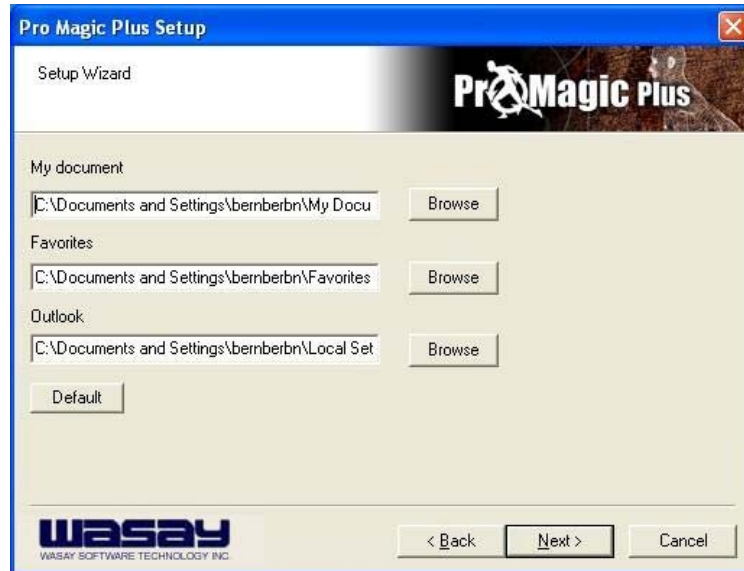 Pro Magic Plus Setup
Setup Wizard
Pro Magic Plus
My document
C:\Documents and Settings\bernberbn\My Docu
Browse
Favorites
C:\Documents and Settings\bernberbn\Favorites
Browse
Outlook
C:\Documents and Settings\bernberbn\Local Set
Browse
Default
wasay
WASAY SOFTWARE TECHNOLOGY INC.
< Back
Next >
Cancel